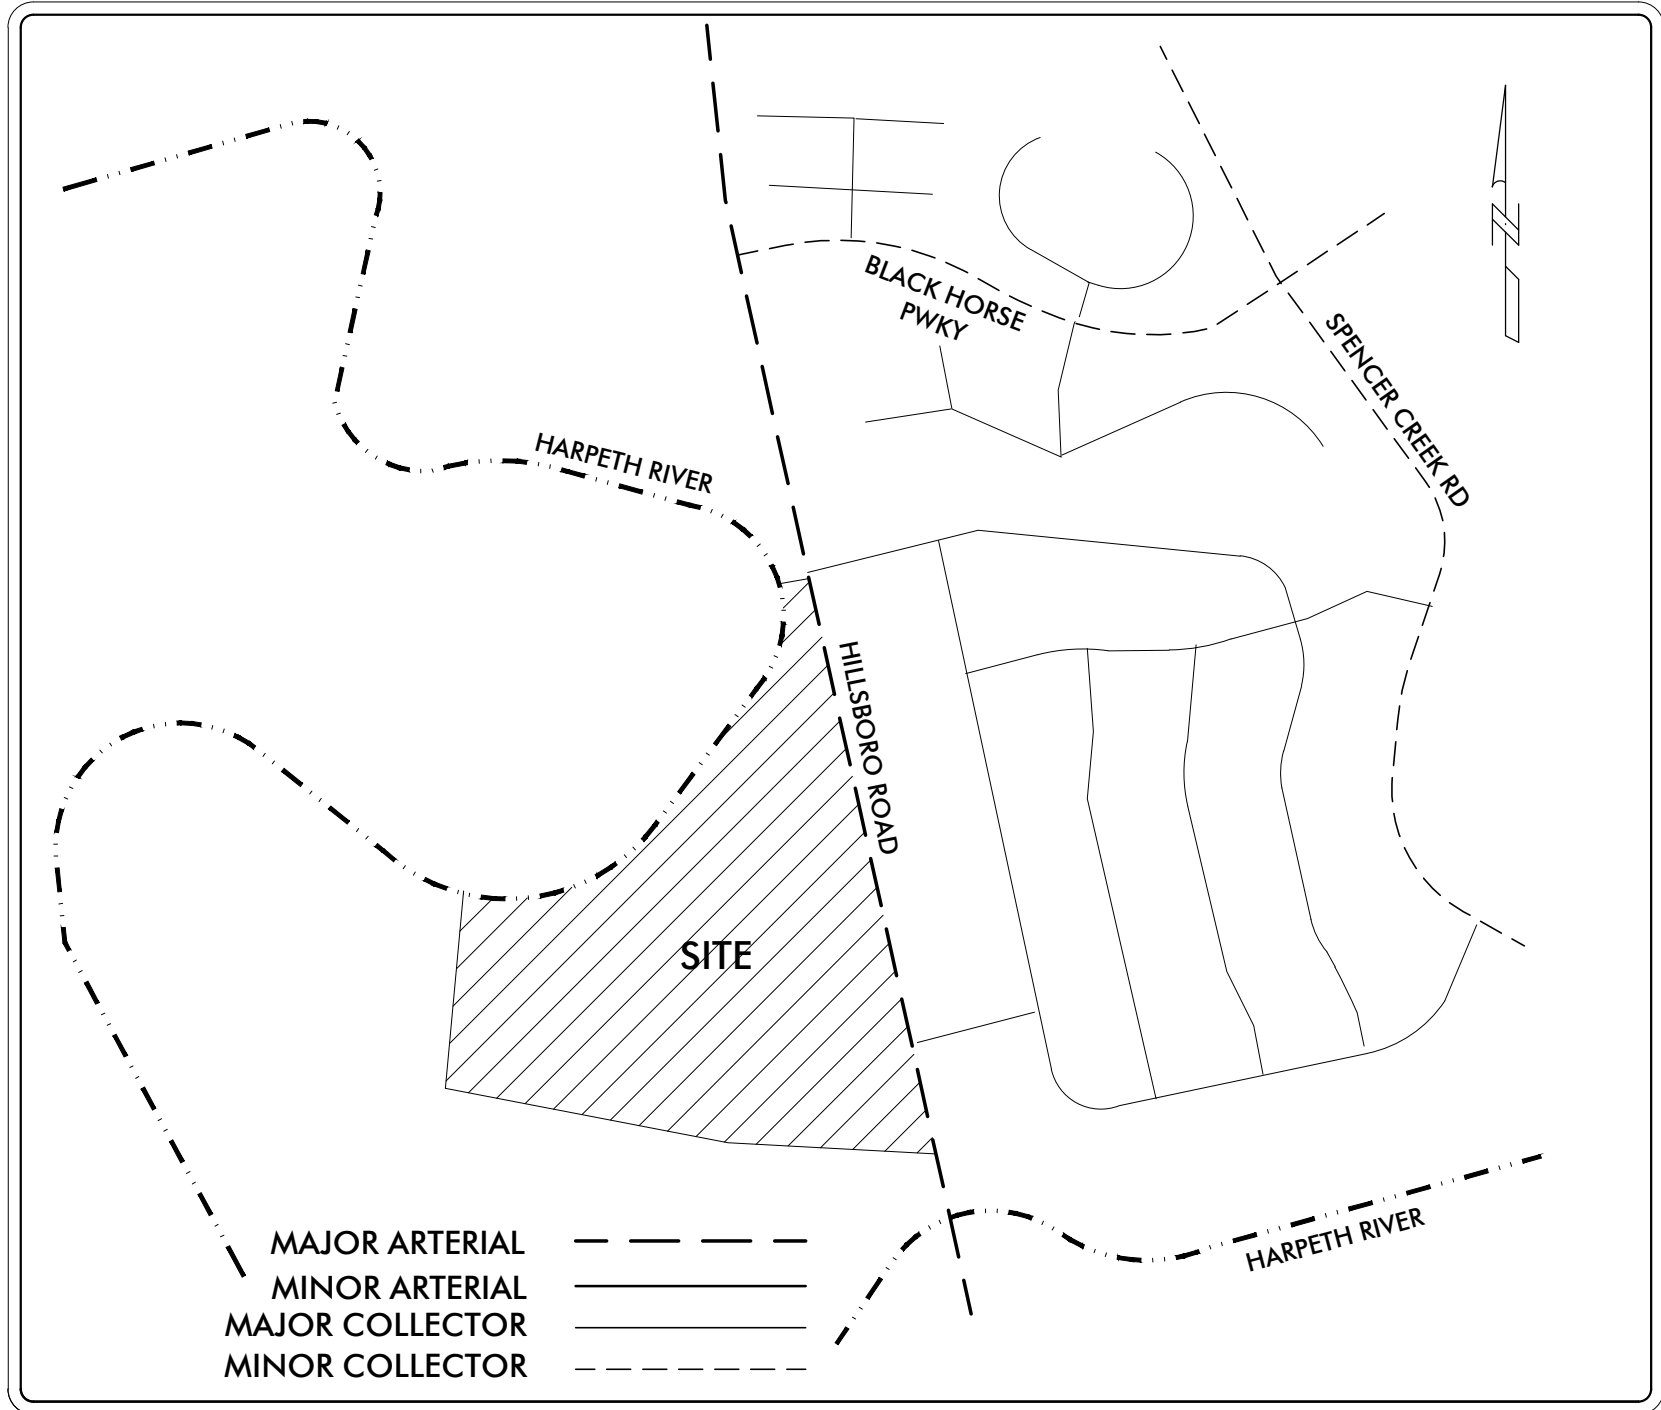 BLACK HORSE
PWKY
SPENCER CREEK RD
HARPETH RIVER
HILLSBORO ROAD
SITE
HARPETH RIVER
MAJOR ARTERIAL
MINOR ARTERIAL
MAJOR COLLECTOR
MINOR COLLECTOR
N